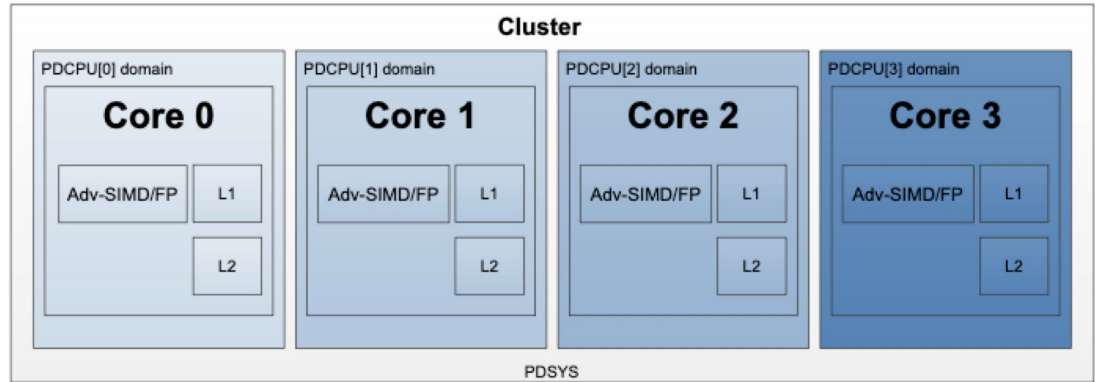 Cluster
PDCPU[0] domain
PDCPU[1] domain
PDCPU[2] domain
PDCPU[3] domain
Core 0
Core 1
Core 2
Core 3
Adv-SIMD/FP
L1
Adv-SIMD/FP
L1
Adv-SIMD/FP
L1
Adv-SIMD/FP
L1
L2
L2
L2
L2
PDSYS